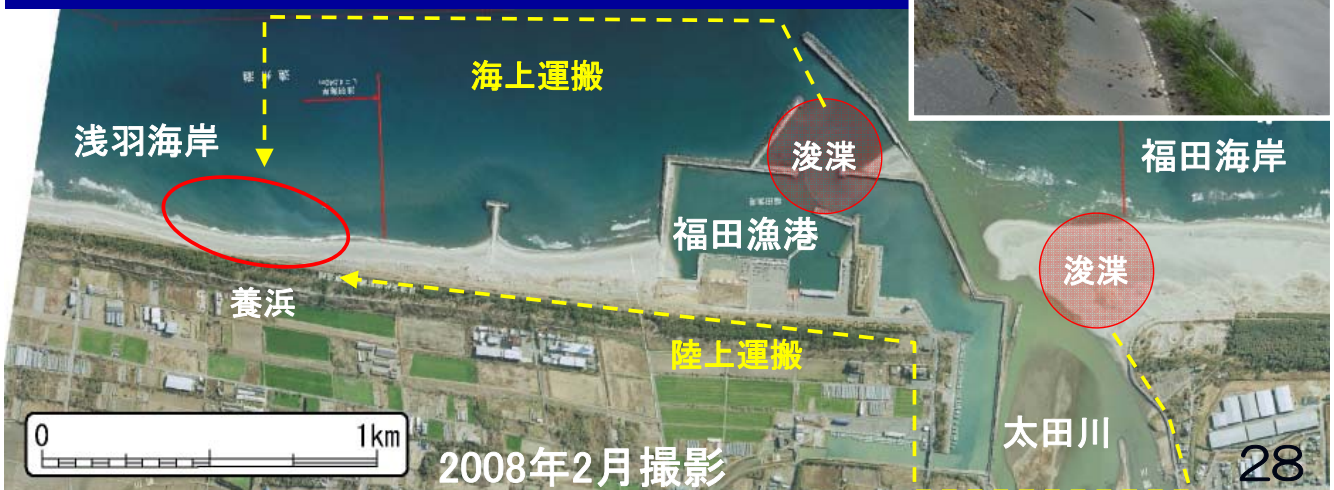 海上運搬
浅羽海岸
浚渫
福田海岸
福田漁港
浚渫
養浜
陸上運搬
太田川
0 1km
2008年2月撮影
28